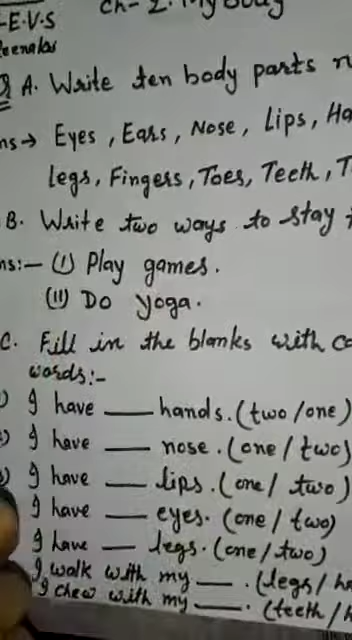 E.V.S Ch-2. My Body
Q A. Write ten body parts
Ans→ Eyes, Ears, Nose, Lips,
Legs, Fingers, Toes, Teeth,
B. Write two ways to stay
Ans:- (I) Play games.
(II) Do yoga.
C. Fill in the blanks with
words:-
I have ___ hands. (two/one)
I have ___ nose. (one/two)
I have ___ lips. (one/two)
I have ___ eyes. (one/two)
I have ___ legs. (one/two)
I walk with my ___. (legs/
I chew with my ___. (teeth/